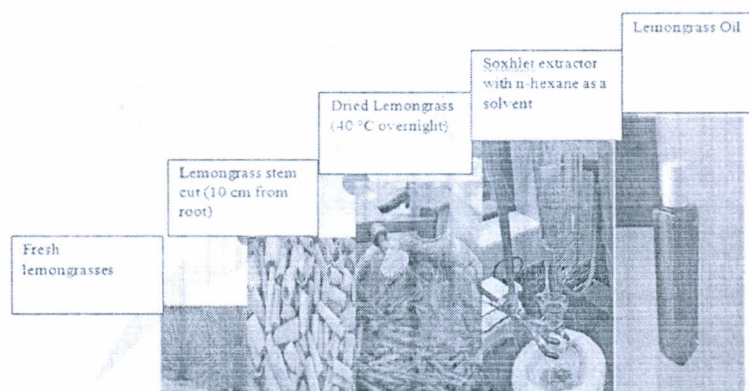 Fresh
lemongrasses
Lemongrass stem
cut (10 cm from
root)
Dried Lemongrass
(40 °C overnight)
Soxhlet extractor
with n-hexane as a
solvent
Lemongrass Oil